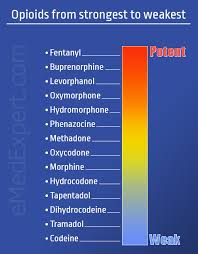 Opioids from strongest to weakest
• Fentanyl
Potent
• Buprenorphine
• Levorphanol
• Oxymorphone
• Hydromorphone
• Phenazocine
• Methadone
• Oxycodone
• Morphine
• Hydrocodone
• Tapentadol
• Dihydrocodeine
• Tramadol
• Codeine
Weak
eMedExpert.com